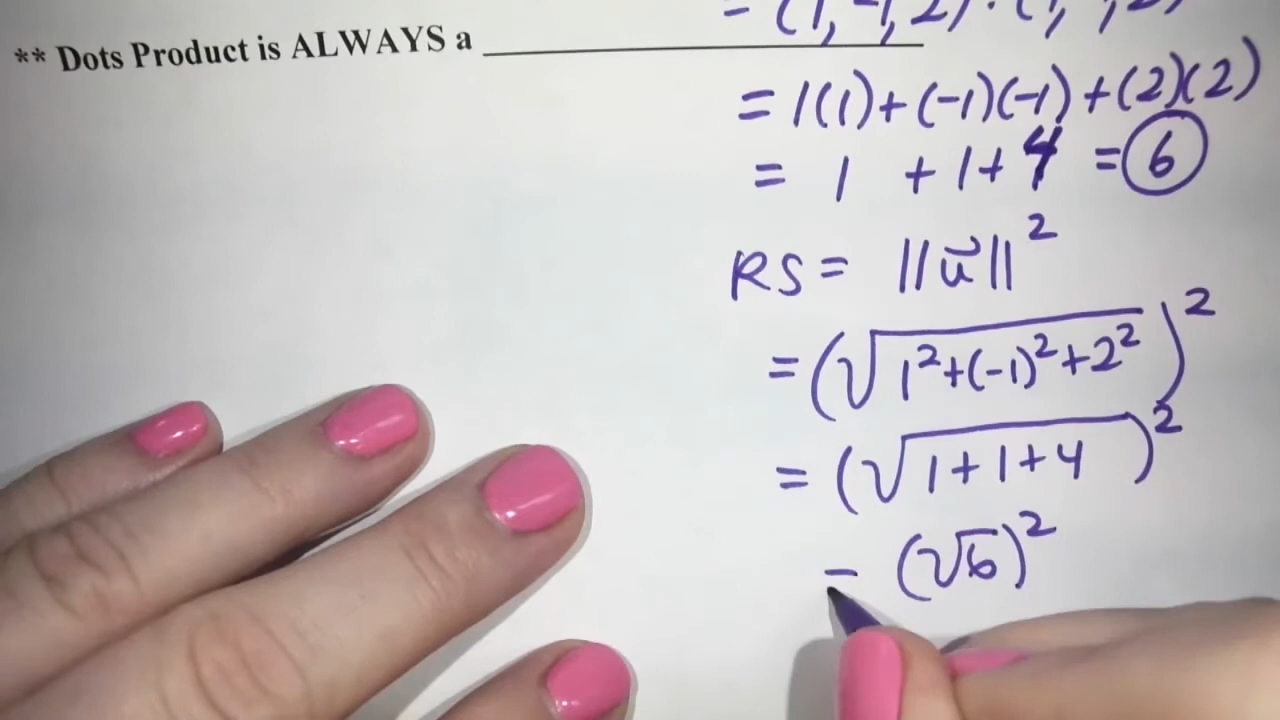 ** Dots Product is ALWAYS a ____________
= 1(1)+(-1)(-1)+(2)(2)
= 1 +1+4 =6
RS = ||u⃗||²
=(√1²+(-1)²+2²)²
= (√1+1+4)²
- (√6)²